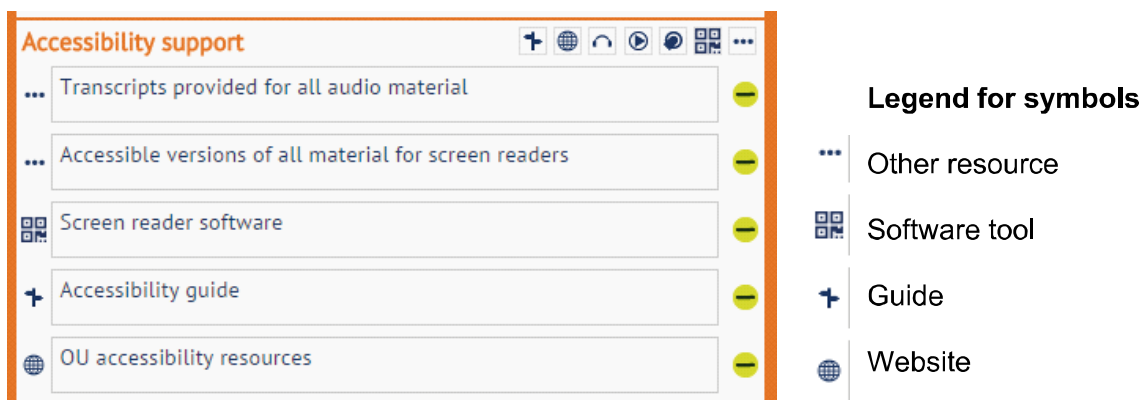 Accessibility support
Transcripts provided for all audio material
Accessible versions of all material for screen readers
Screen reader software
Accessibility guide
OU accessibility resources
Legend for symbols
Other resource
Software tool
Guide
Website